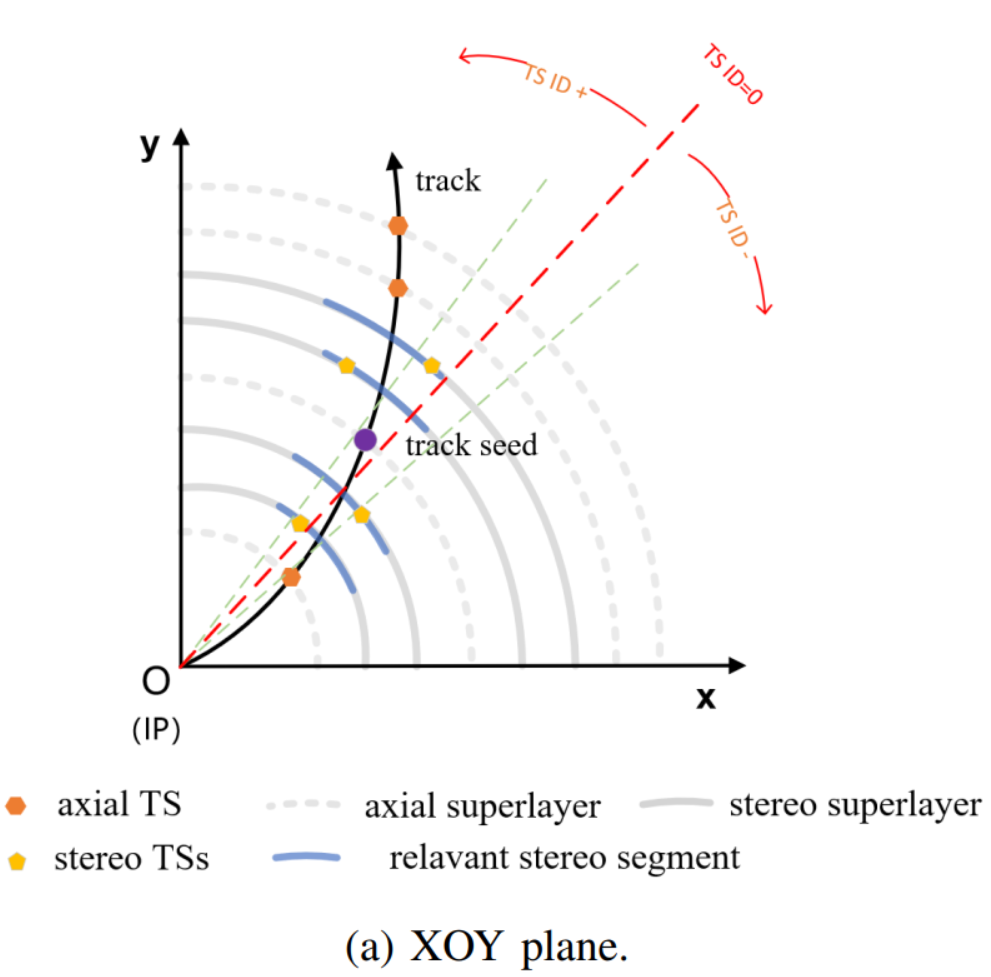 TS ID=0
TS ID +
y
track
TS ID -
track seed
O
x
(IP)
axial TS
axial superlayer
stereo superlayer
stereo TSs
relavant stereo segment
(a) XOY plane.